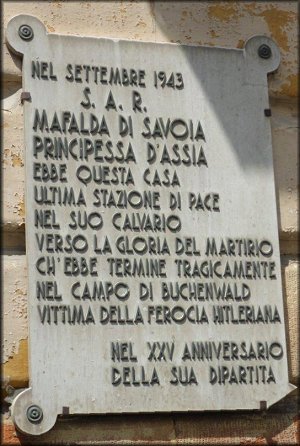 NEL SETTEMBRE 1943
S. A. R.
MAFALDA DI SAVOIA
PRINCIPESSA D'ASSIA
EBBE QUESTA CASA
ULTIMA STAZIONE DI PACE
NEL SUO CALVARIO
VERSO LA GLORIA DEL MARTIRIO
CH'EBBE TERMINE TRAGICAMENTE
NEL CAMPO DI BUCHENWALD
VITTIMA DELLA FEROCIA HITLERIANA
NEL XXV ANNIVERSARIO
DELLA SUA DIPARTITA